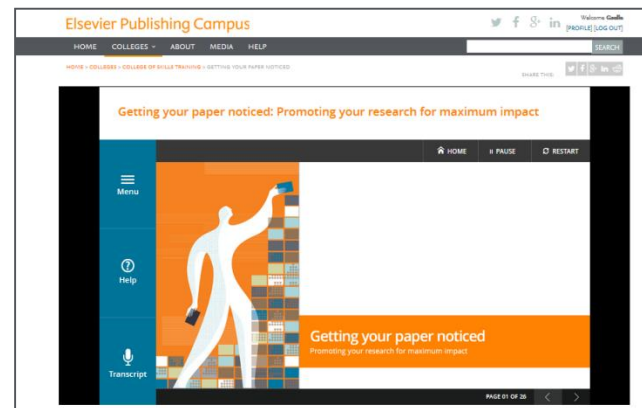 Elsevier Publishing Campus
[PROFILE] [LOG OUT]
HOME COLLEGES ABOUT MEDIA HELP
SEARCH
HOME > COLLEGES > COLLEGE OF SKILLS TRAINING > GETTING YOUR PAPER NOTICED
SHARE THIS:
Getting your paper noticed: Promoting your research for maximum impact
HOME PAUSE RESTART
Menu
Help
Transcript
Getting your paper noticed
Promoting your research for maximum impact
PAGE 01 OF 26